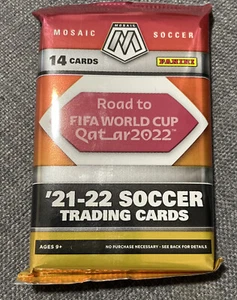 MOSAIC SOCCER
14 CARDS PANINI
Road to
FIFA WORLD CUP
Qatar2022
'21-22 SOCCER
TRADING CARDS
AGES 9+ NO PURCHASE NECESSARY - SEE BACK FOR DETAILS